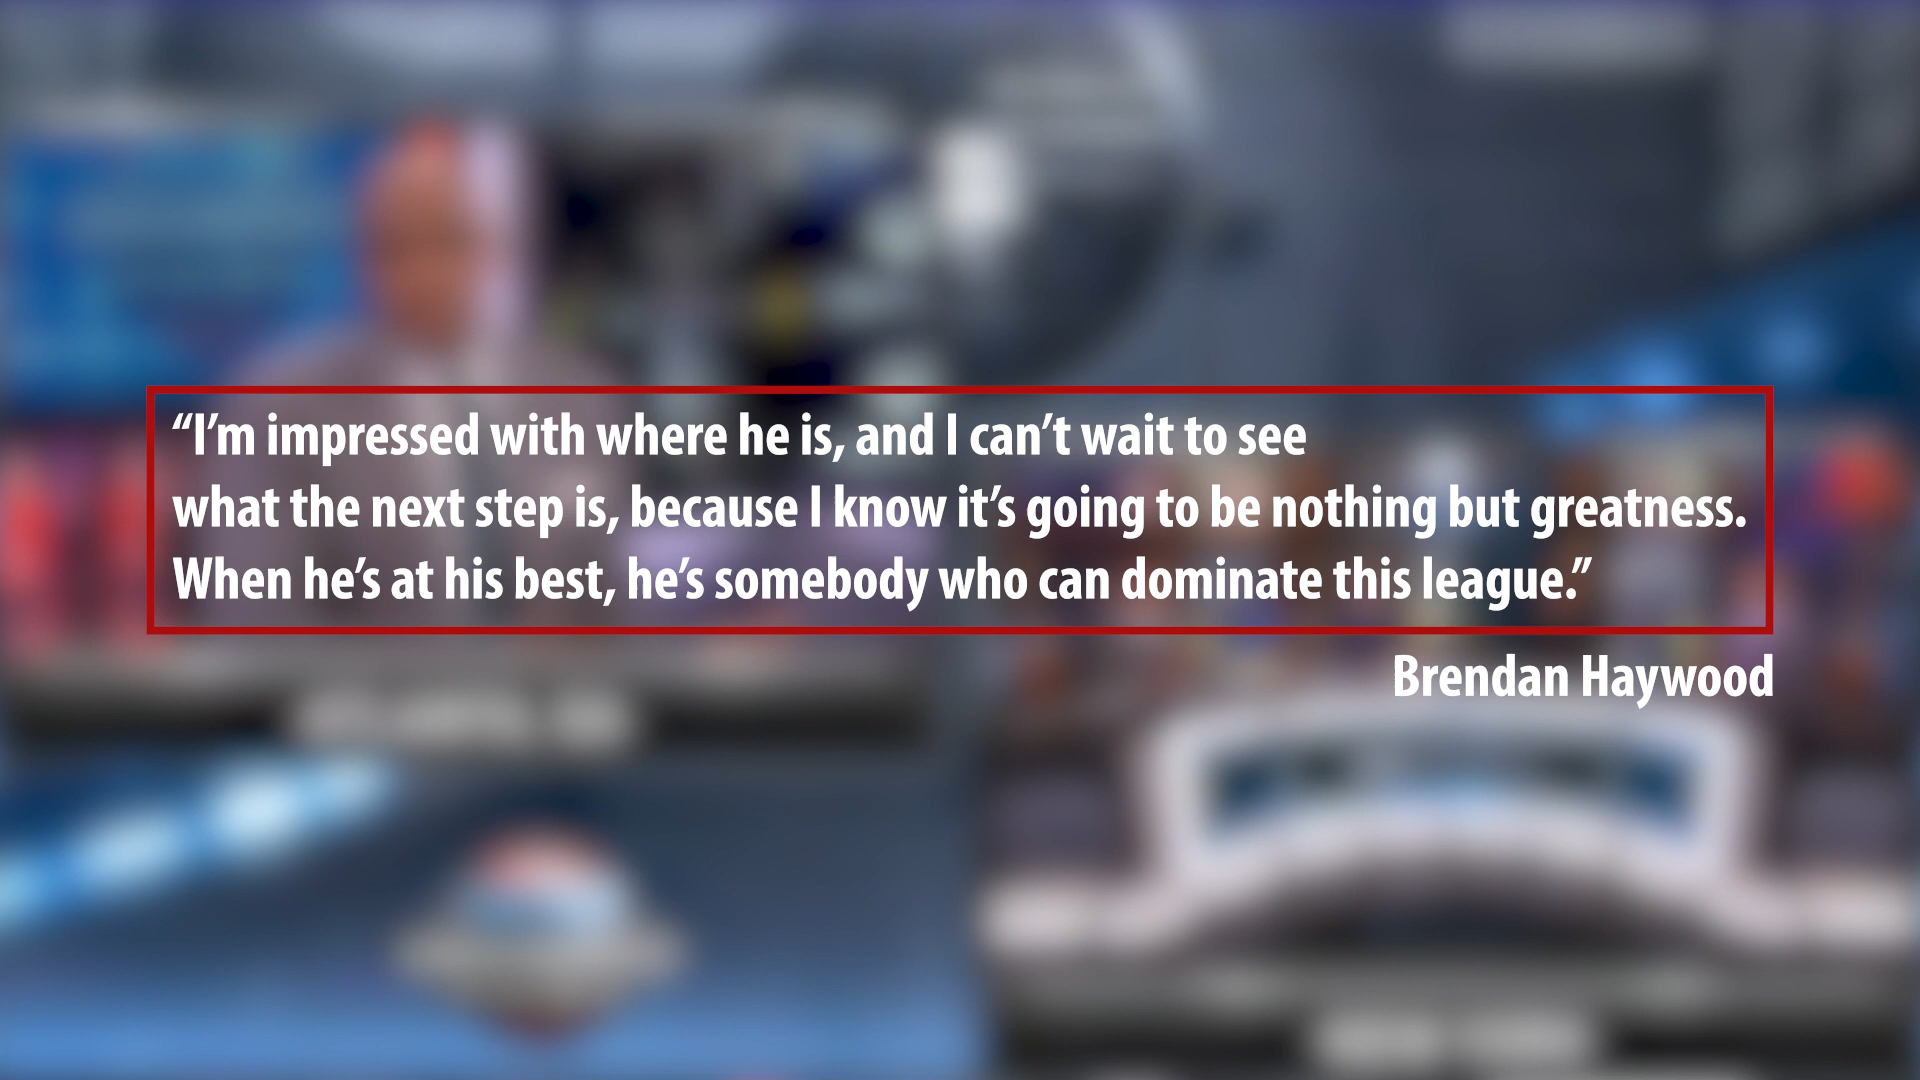 “I’m impressed with where he is, and I can’t wait to see
what the next step is, because I know it’s going to be nothing but greatness.
When he’s at his best, he’s somebody who can dominate this league.”
Brendan Haywood